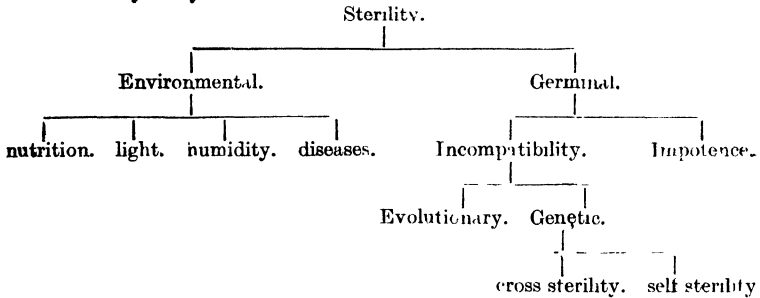 Sterility.
Environmental. Germinal.
nutrition. light. humidity. diseases. Incompatibility. Impotence.
Evolutionary. Genetic.
cross sterility. self sterility